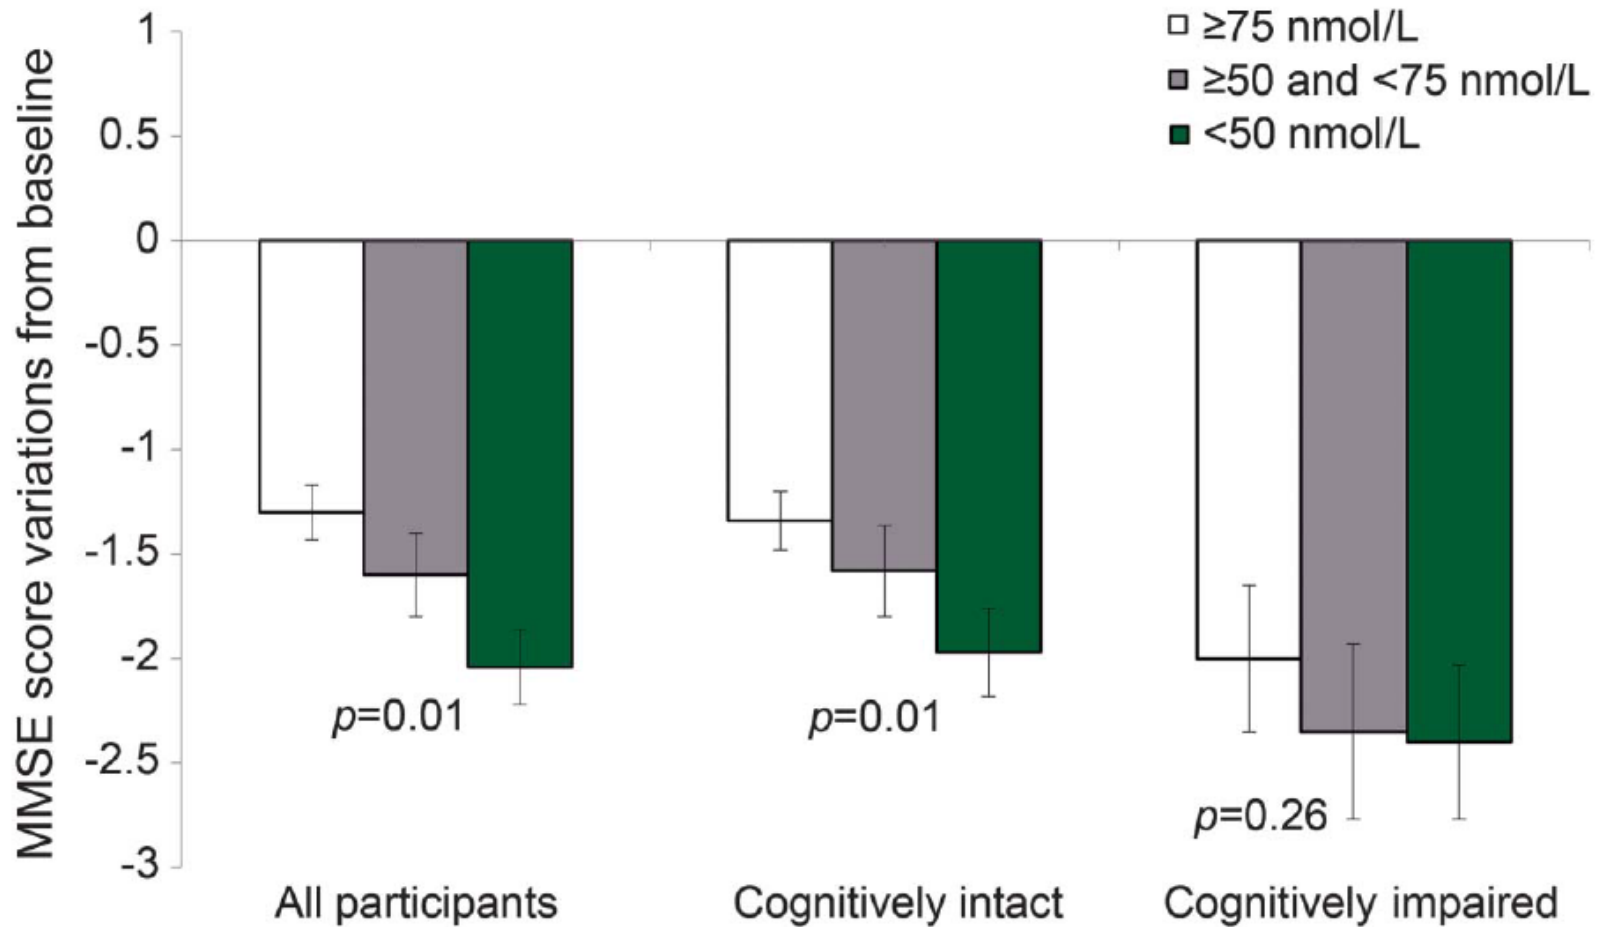 MMSE score variations from baseline
1
0.5
0
-0.5
-1
-1.5
-2
-2.5
-3
≥75 nmol/L
≥50 and <75 nmol/L
<50 nmol/L
p=0.01
p=0.01
p=0.26
All participants
Cognitively intact
Cognitively impaired